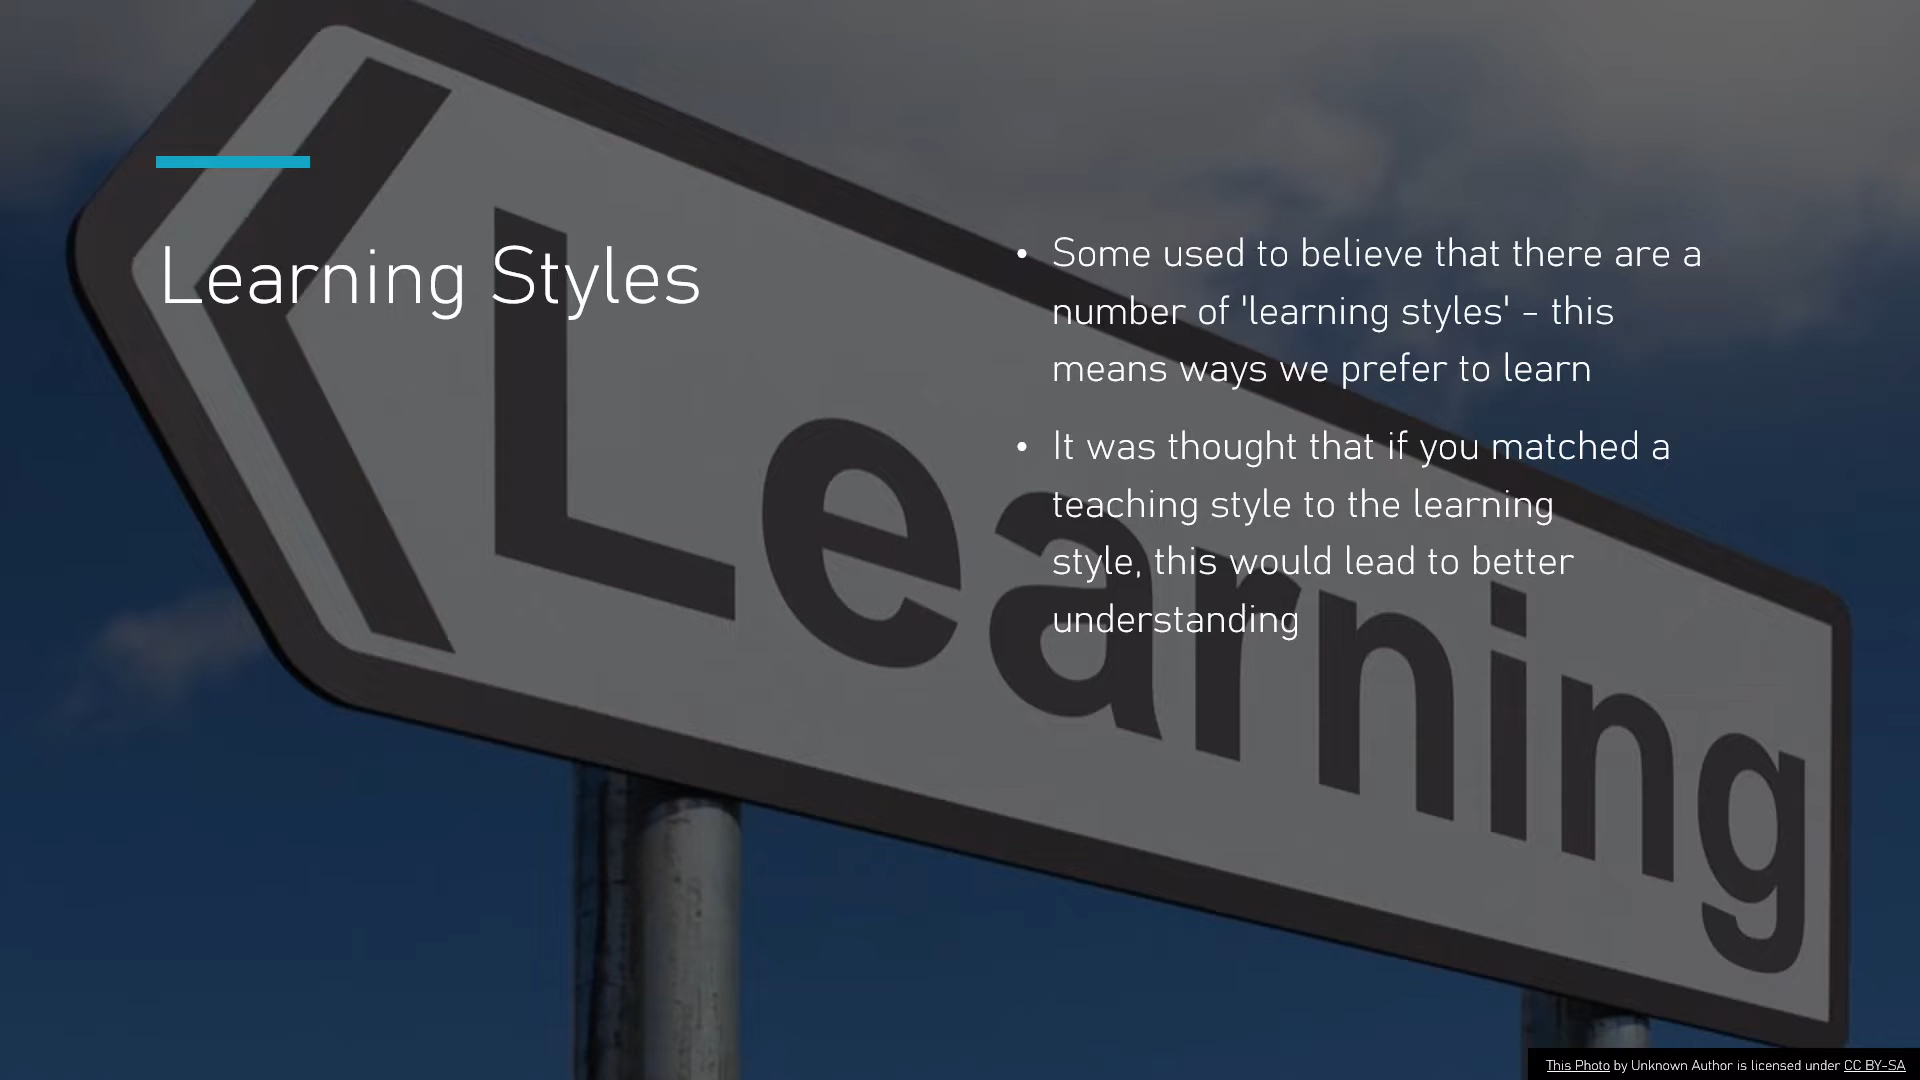 Learning Styles
• Some used to believe that there are a
number of 'learning styles' – this
means ways we prefer to learn
• It was thought that if you matched a
teaching style to the learning
style, this would lead to better
understanding
Learning
This Photo by Unknown Author is licensed under CC BY-SA